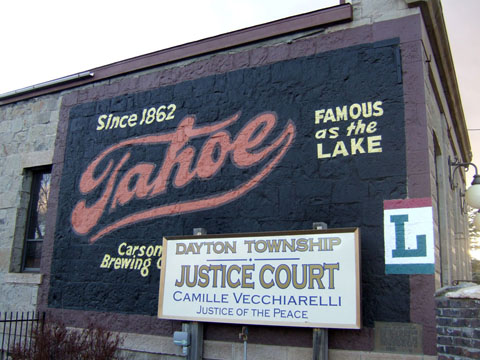 Since 1862
Tahoe
FAMOUS
as the
LAKE
Carson
Brewing
DAYTON TOWNSHIP
JUSTICE COURT
CAMILLE VECCHIARELLI
JUSTICE OF THE PEACE
L